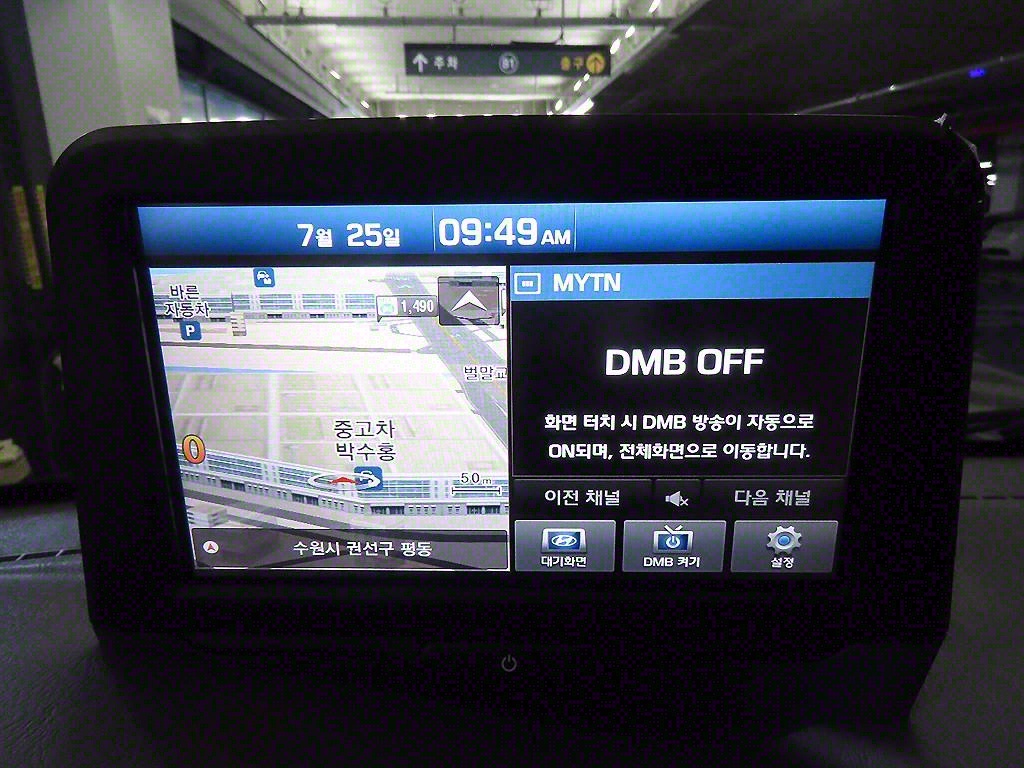 주차 B1 출구
7월 25일 09:49 AM
바른
자동차
P
1,490
벌말교
중고차
박수홍
0
50m
수원시 권선구 평동
MYTN
DMB OFF
화면 터치 시 DMB 방송이 자동으로
ON되며, 전체화면으로 이동합니다.
이전 채널 다음 채널
대기화면 DMB 켜기 설정